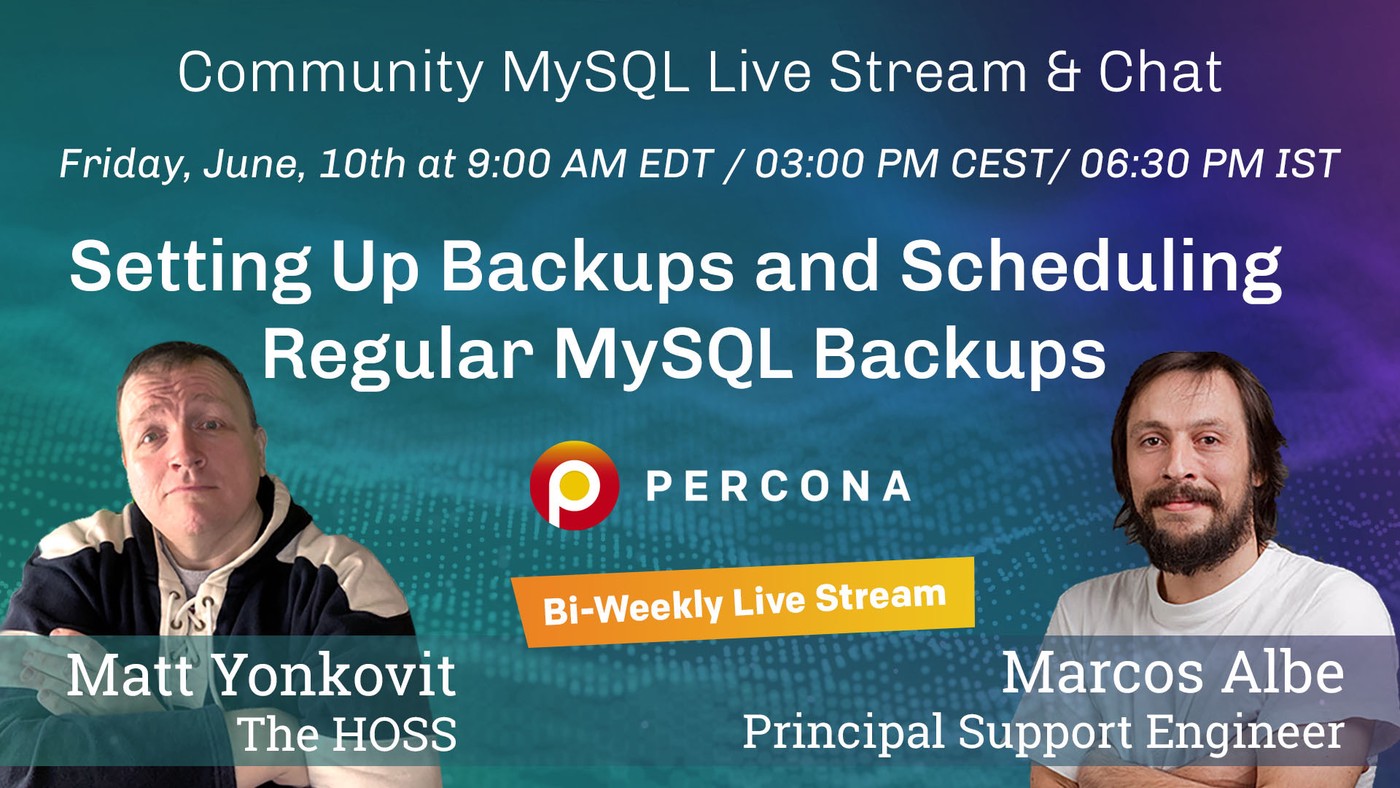 Community MySQL Live Stream & Chat
Friday, June, 10th at 9:00 AM EDT / 03:00 PM CEST/ 06:30 PM IST
Setting Up Backups and Scheduling
Regular MySQL Backups
PERCONA
Bi-Weekly Live Stream
Matt Yonkovit
The HOSS
Marcos Albe
Principal Support Engineer